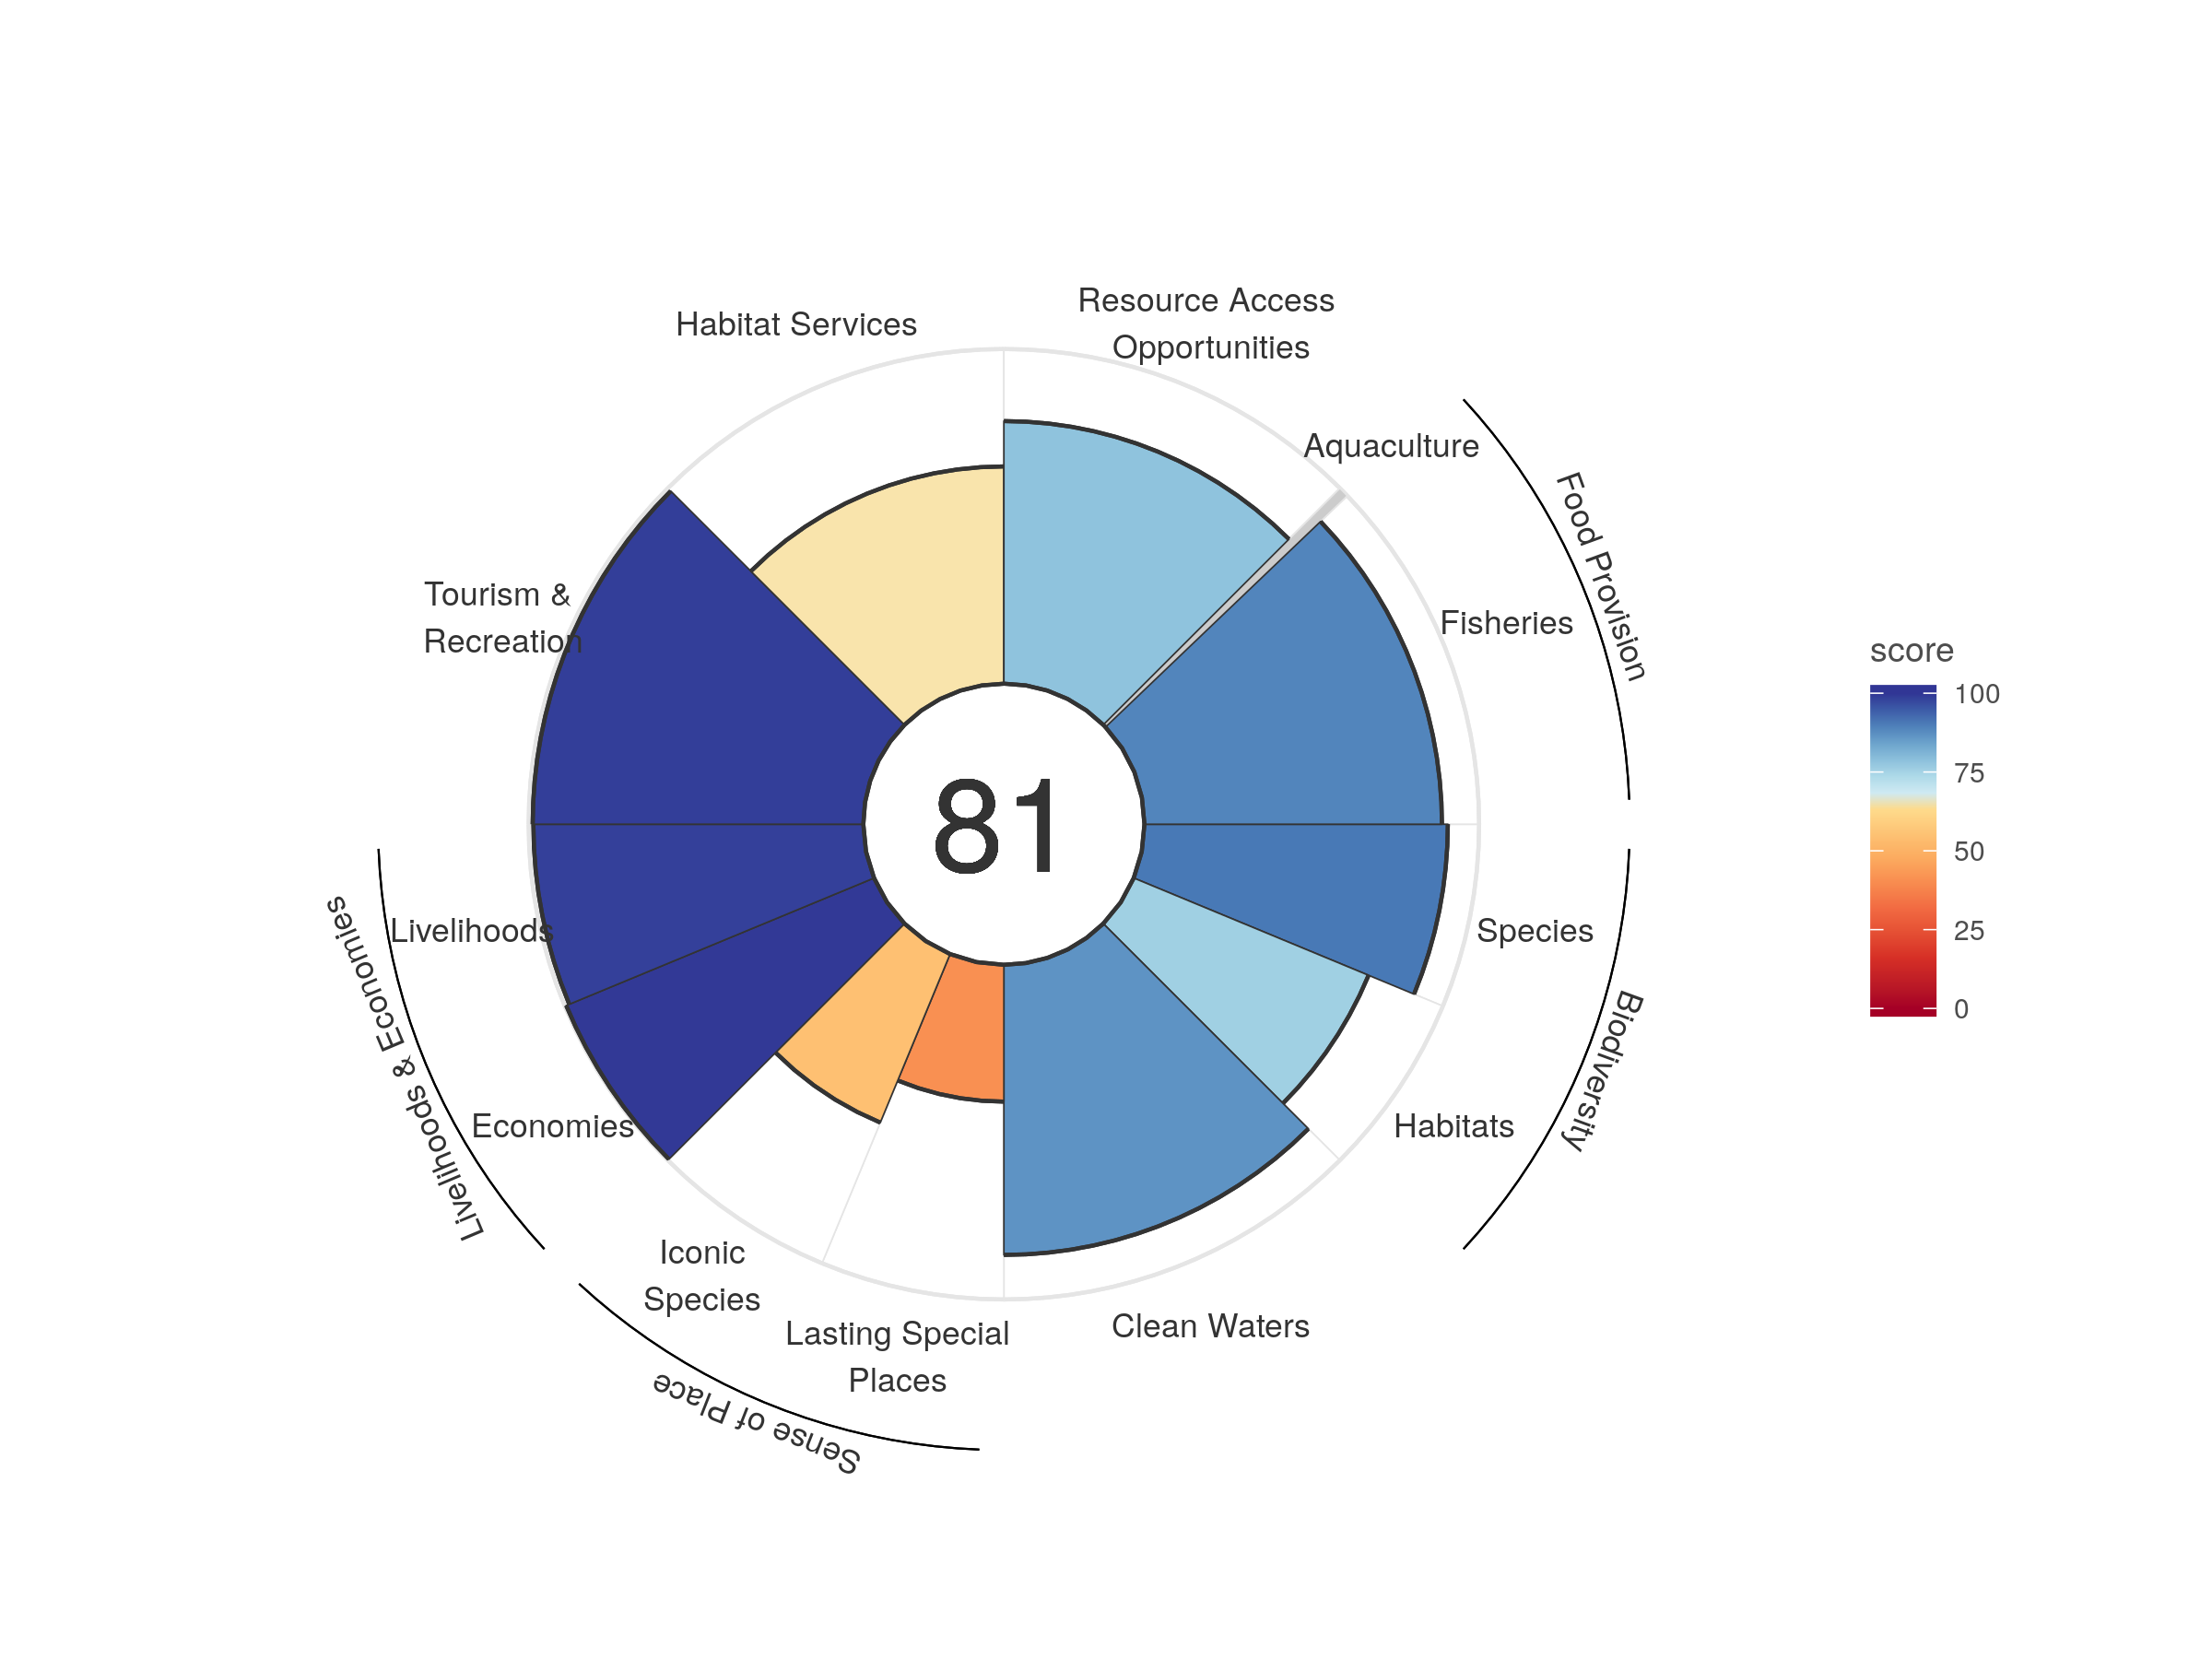 Resource Access
Opportunities
Habitat Services
Aquaculture
Food Provision
Tourism &
Recreation
Fisheries
score
100
75
50
25
0
81
Livelihoods
Species
Livelihoods & Economies
Biodiversity
Economies
Habitats
Iconic
Species
Lasting Special
Places
Clean Waters
Sense of Place